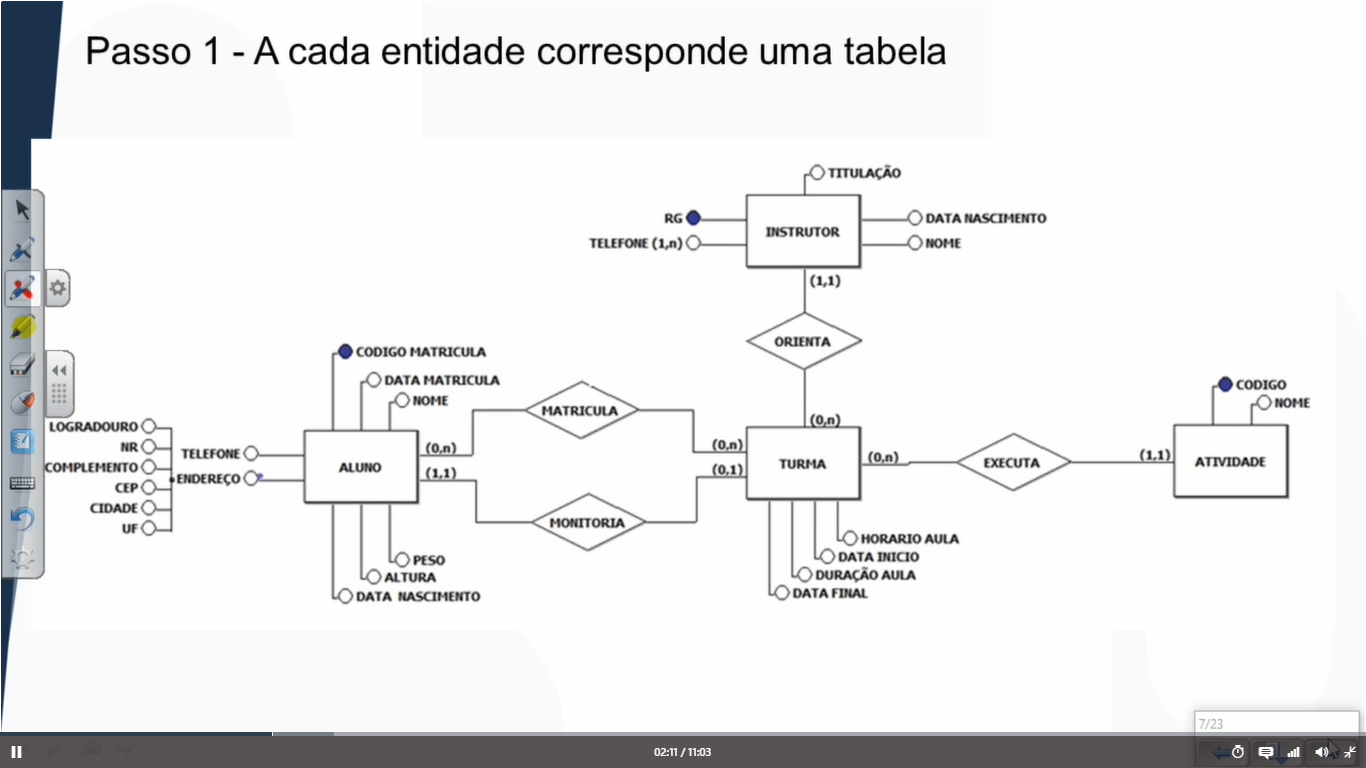 Passo 1 - A cada entidade corresponde uma tabela
TITULAÇÃO
RG
INSTRUTOR
DATA NASCIMENTO
TELEFONE (1,n)
NOME
(1,1)
ORIENTA
CODIGO MATRICULA
DATA MATRICULA
NOME
MATRICULA
CODIGO
NOME
LOGRADOURO
NR
COMPLEMENTO
CEP
CIDADE
UF
TELEFONE
ENDEREÇO
ALUNO
(0,n)
(1,1)
(0,n)
(0,n)
(0,1)
TURMA
(0,n)
EXECUTA
(1,1)
ATIVIDADE
MONITORIA
PESO
ALTURA
DATA NASCIMENTO
HORARIO AULA
DATA INICIO
DURAÇÃO AULA
DATA FINAL
7/23
02:11 / 11:03